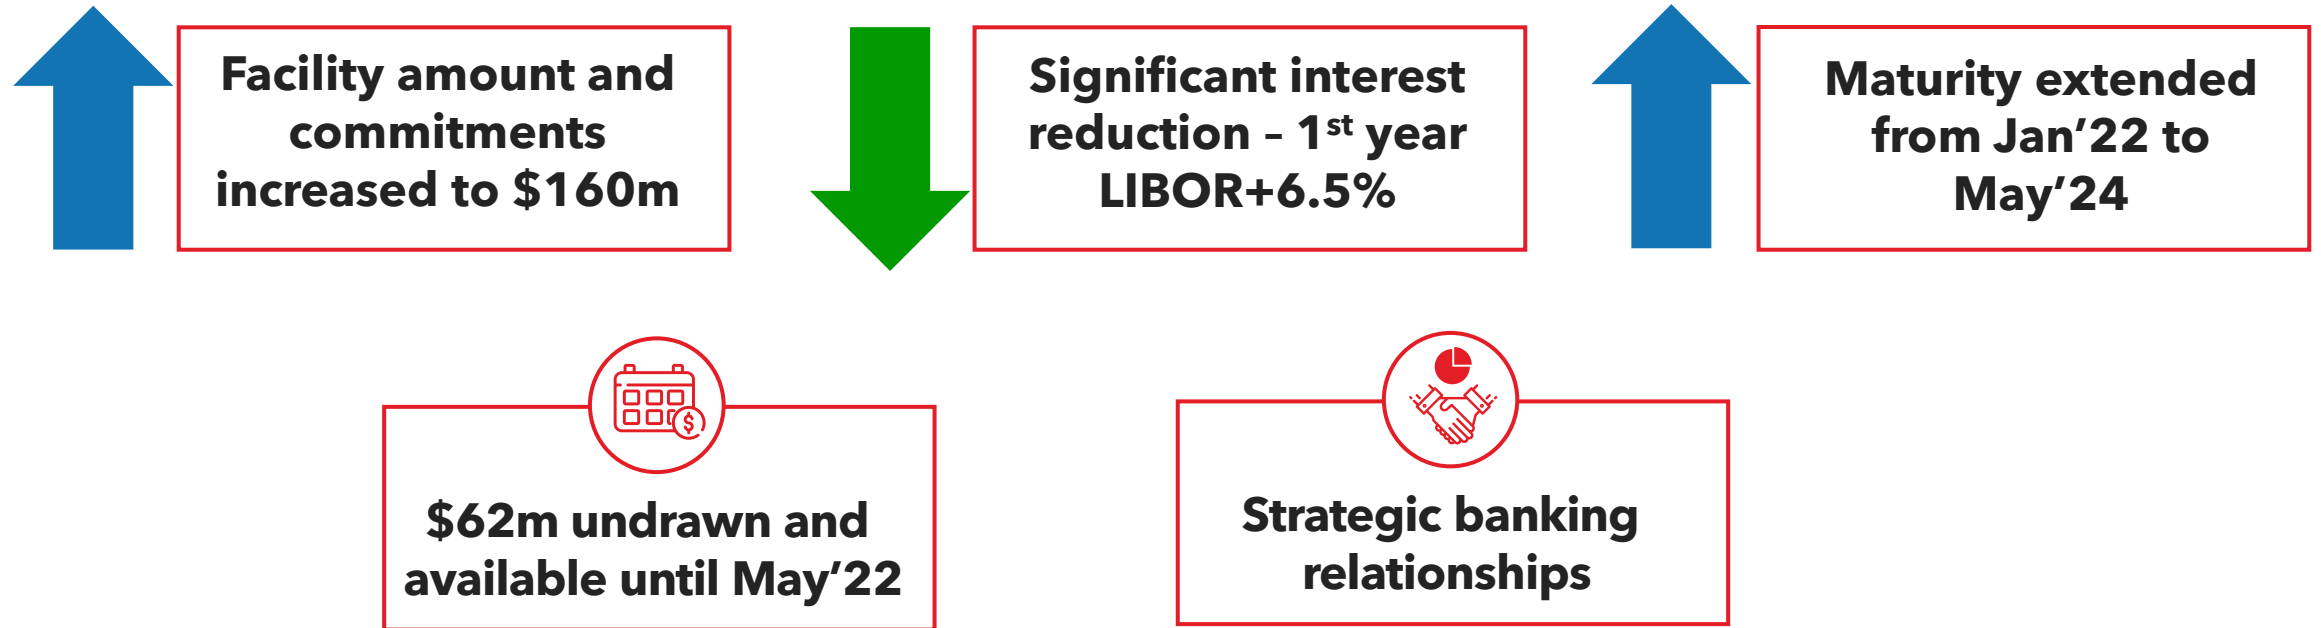 Facility amount and
commitments
increased to $160m
Significant interest
reduction – 1st year
LIBOR+6.5%
Maturity extended
from Jan’22 to
May’24
$62m undrawn and
available until May’22
$
Strategic banking
relationships